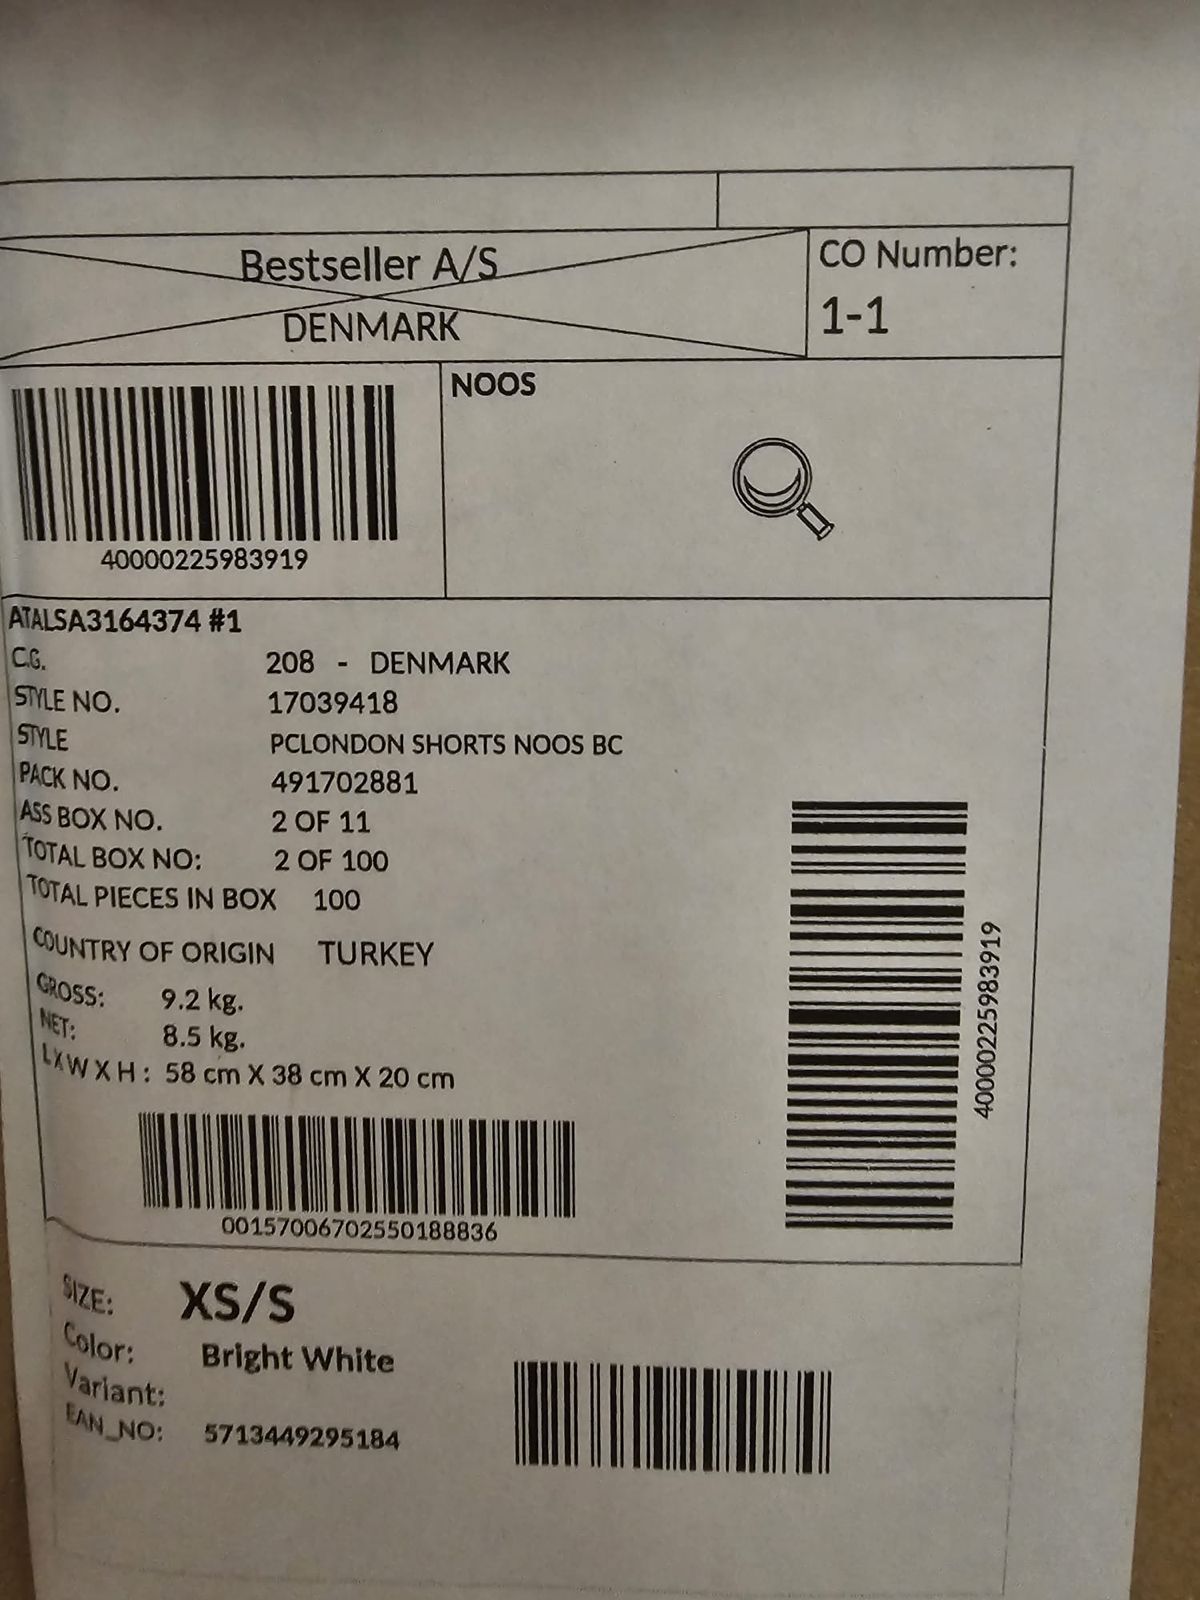 Bestseller A/S
DENMARK
CO Number:
1-1
40000225983919
NOOS
ATALSA3164374 #1
C.G. 208 - DENMARK
STYLE NO. 17039418
STYLE PCLONDON SHORTS NOOS BC
PACK NO. 491702881
ASS BOX NO. 2 OF 11
TOTAL BOX NO: 2 OF 100
TOTAL PIECES IN BOX 100
COUNTRY OF ORIGIN TURKEY
GROSS: 9.2 kg.
NET: 8.5 kg.
L X W X H : 58 cm X 38 cm X 20 cm
40000225983919
00157006702550188836
SIZE: XS/S
Color: Bright White
Variant:
EAN_NO: 5713449295184